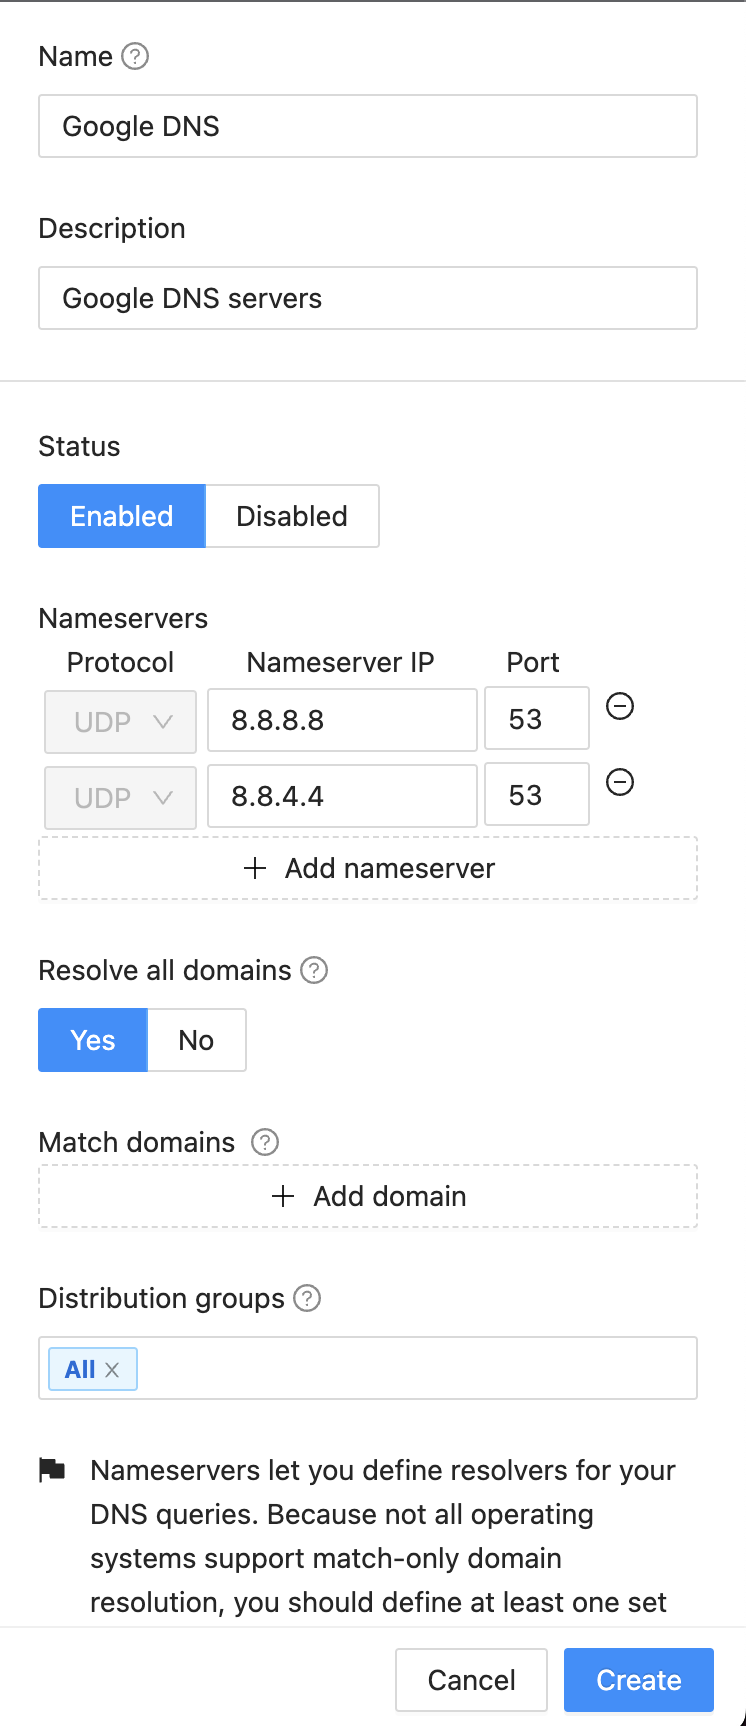 Name ?
Google DNS
Description
Google DNS servers
Status
Enabled Disabled
Nameservers
Protocol Nameserver IP Port
UDP 8.8.8.8 53
UDP 8.8.4.4 53
+ Add nameserver
Resolve all domains ?
Yes No
Match domains ?
+ Add domain
Distribution groups ?
All ×
Nameservers let you define resolvers for your
DNS queries. Because not all operating
systems support match-only domain
resolution, you should define at least one set
Cancel Create